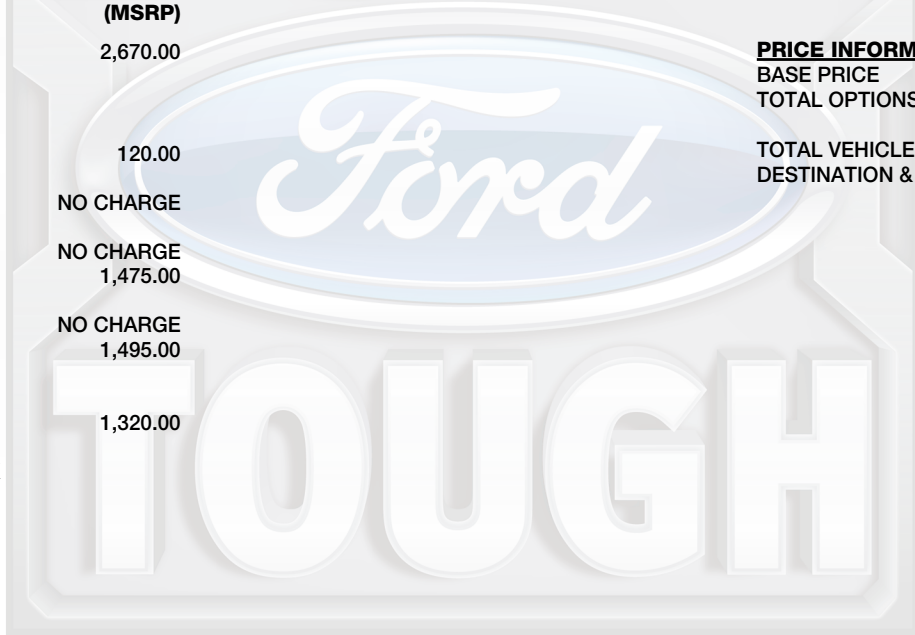 (MSRP)
2,670.00
120.00
NO CHARGE
NO CHARGE
1,475.00
NO CHARGE
1,495.00
1,320.00
PRICE INFORM
BASE PRICE
TOTAL OPTIONS
TOTAL VEHICLE
DESTINATION &
Ford
TOUGH